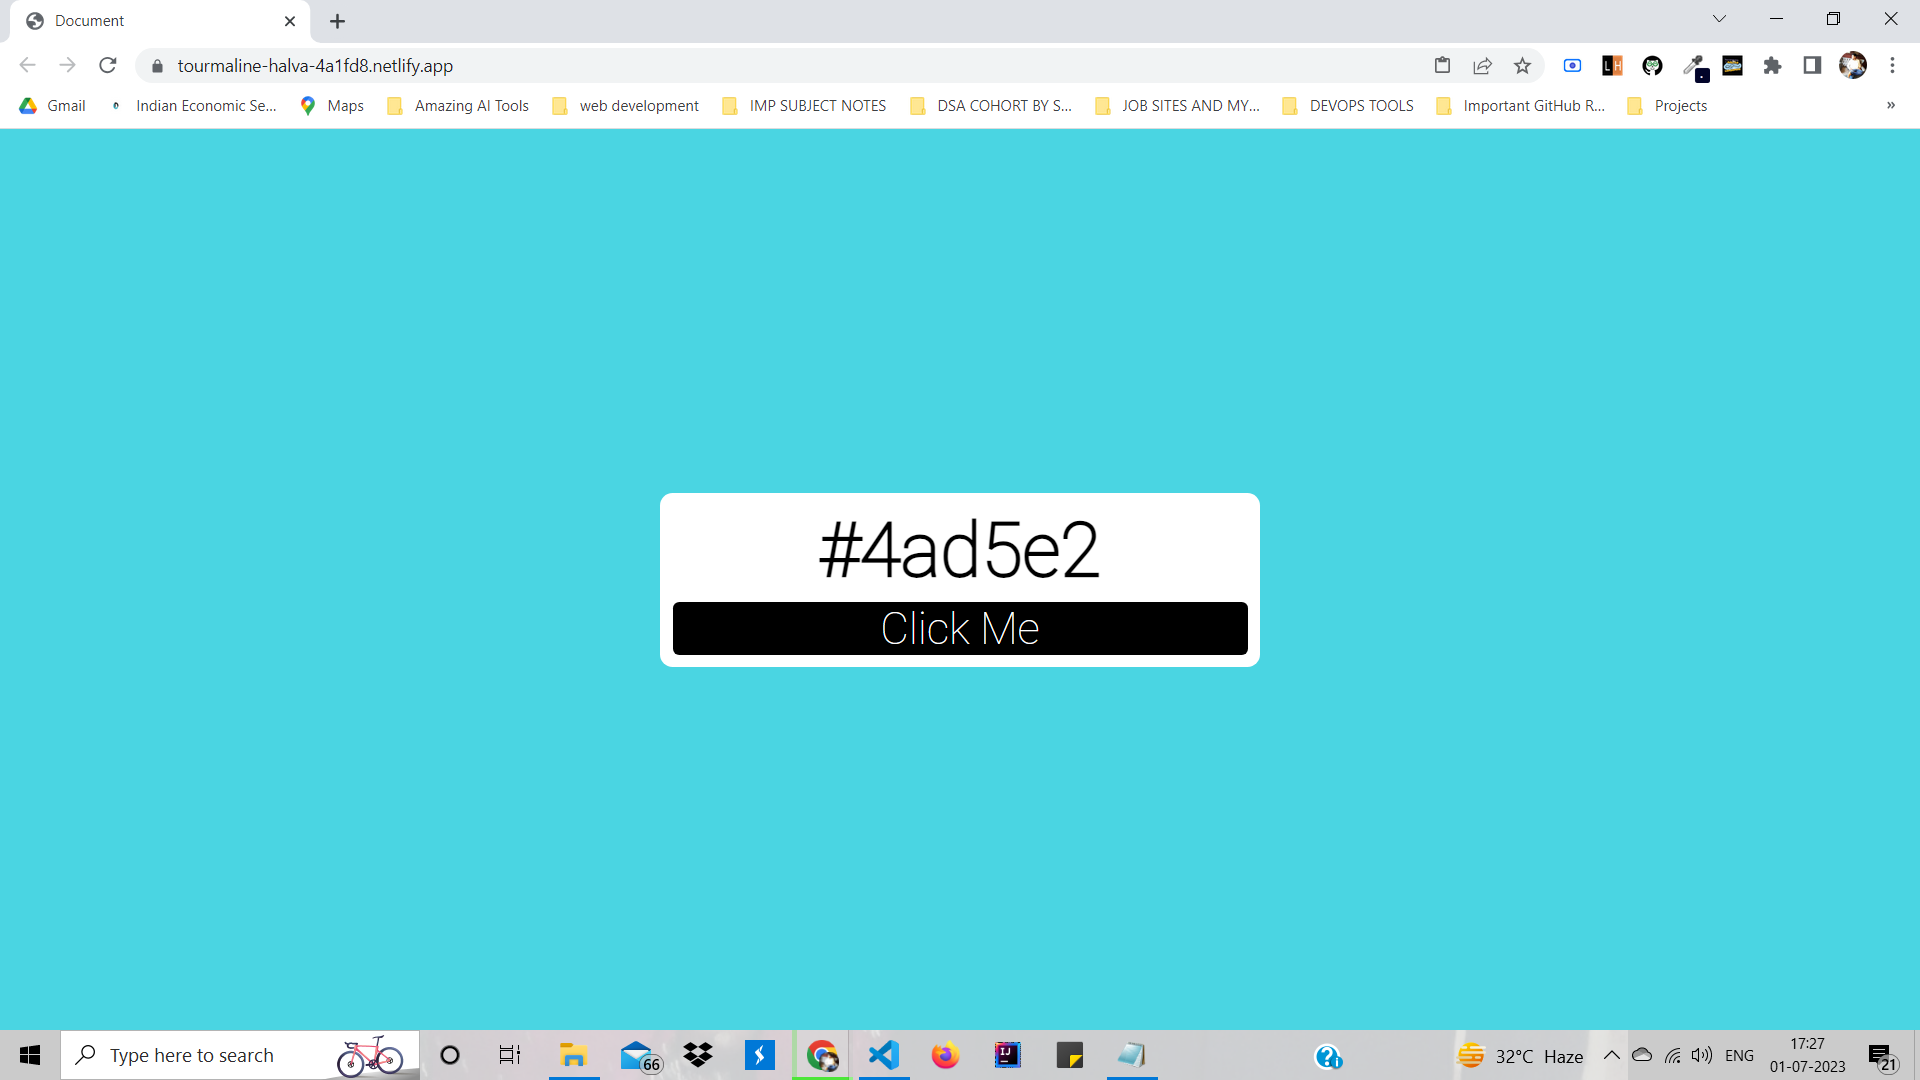 Document
tourmaline-halva-4a1fd8.netlify.app
LH
Gmail Indian Economic Se... Maps Amazing AI Tools web development IMP SUBJECT NOTES DSA COHORT BY S... JOB SITES AND MY... DEVOPS TOOLS Important GitHub R... Projects »
#4ad5e2
Click Me
Type here to search 66 IJ 32°C Haze ENG 17:27
01-07-2023 21